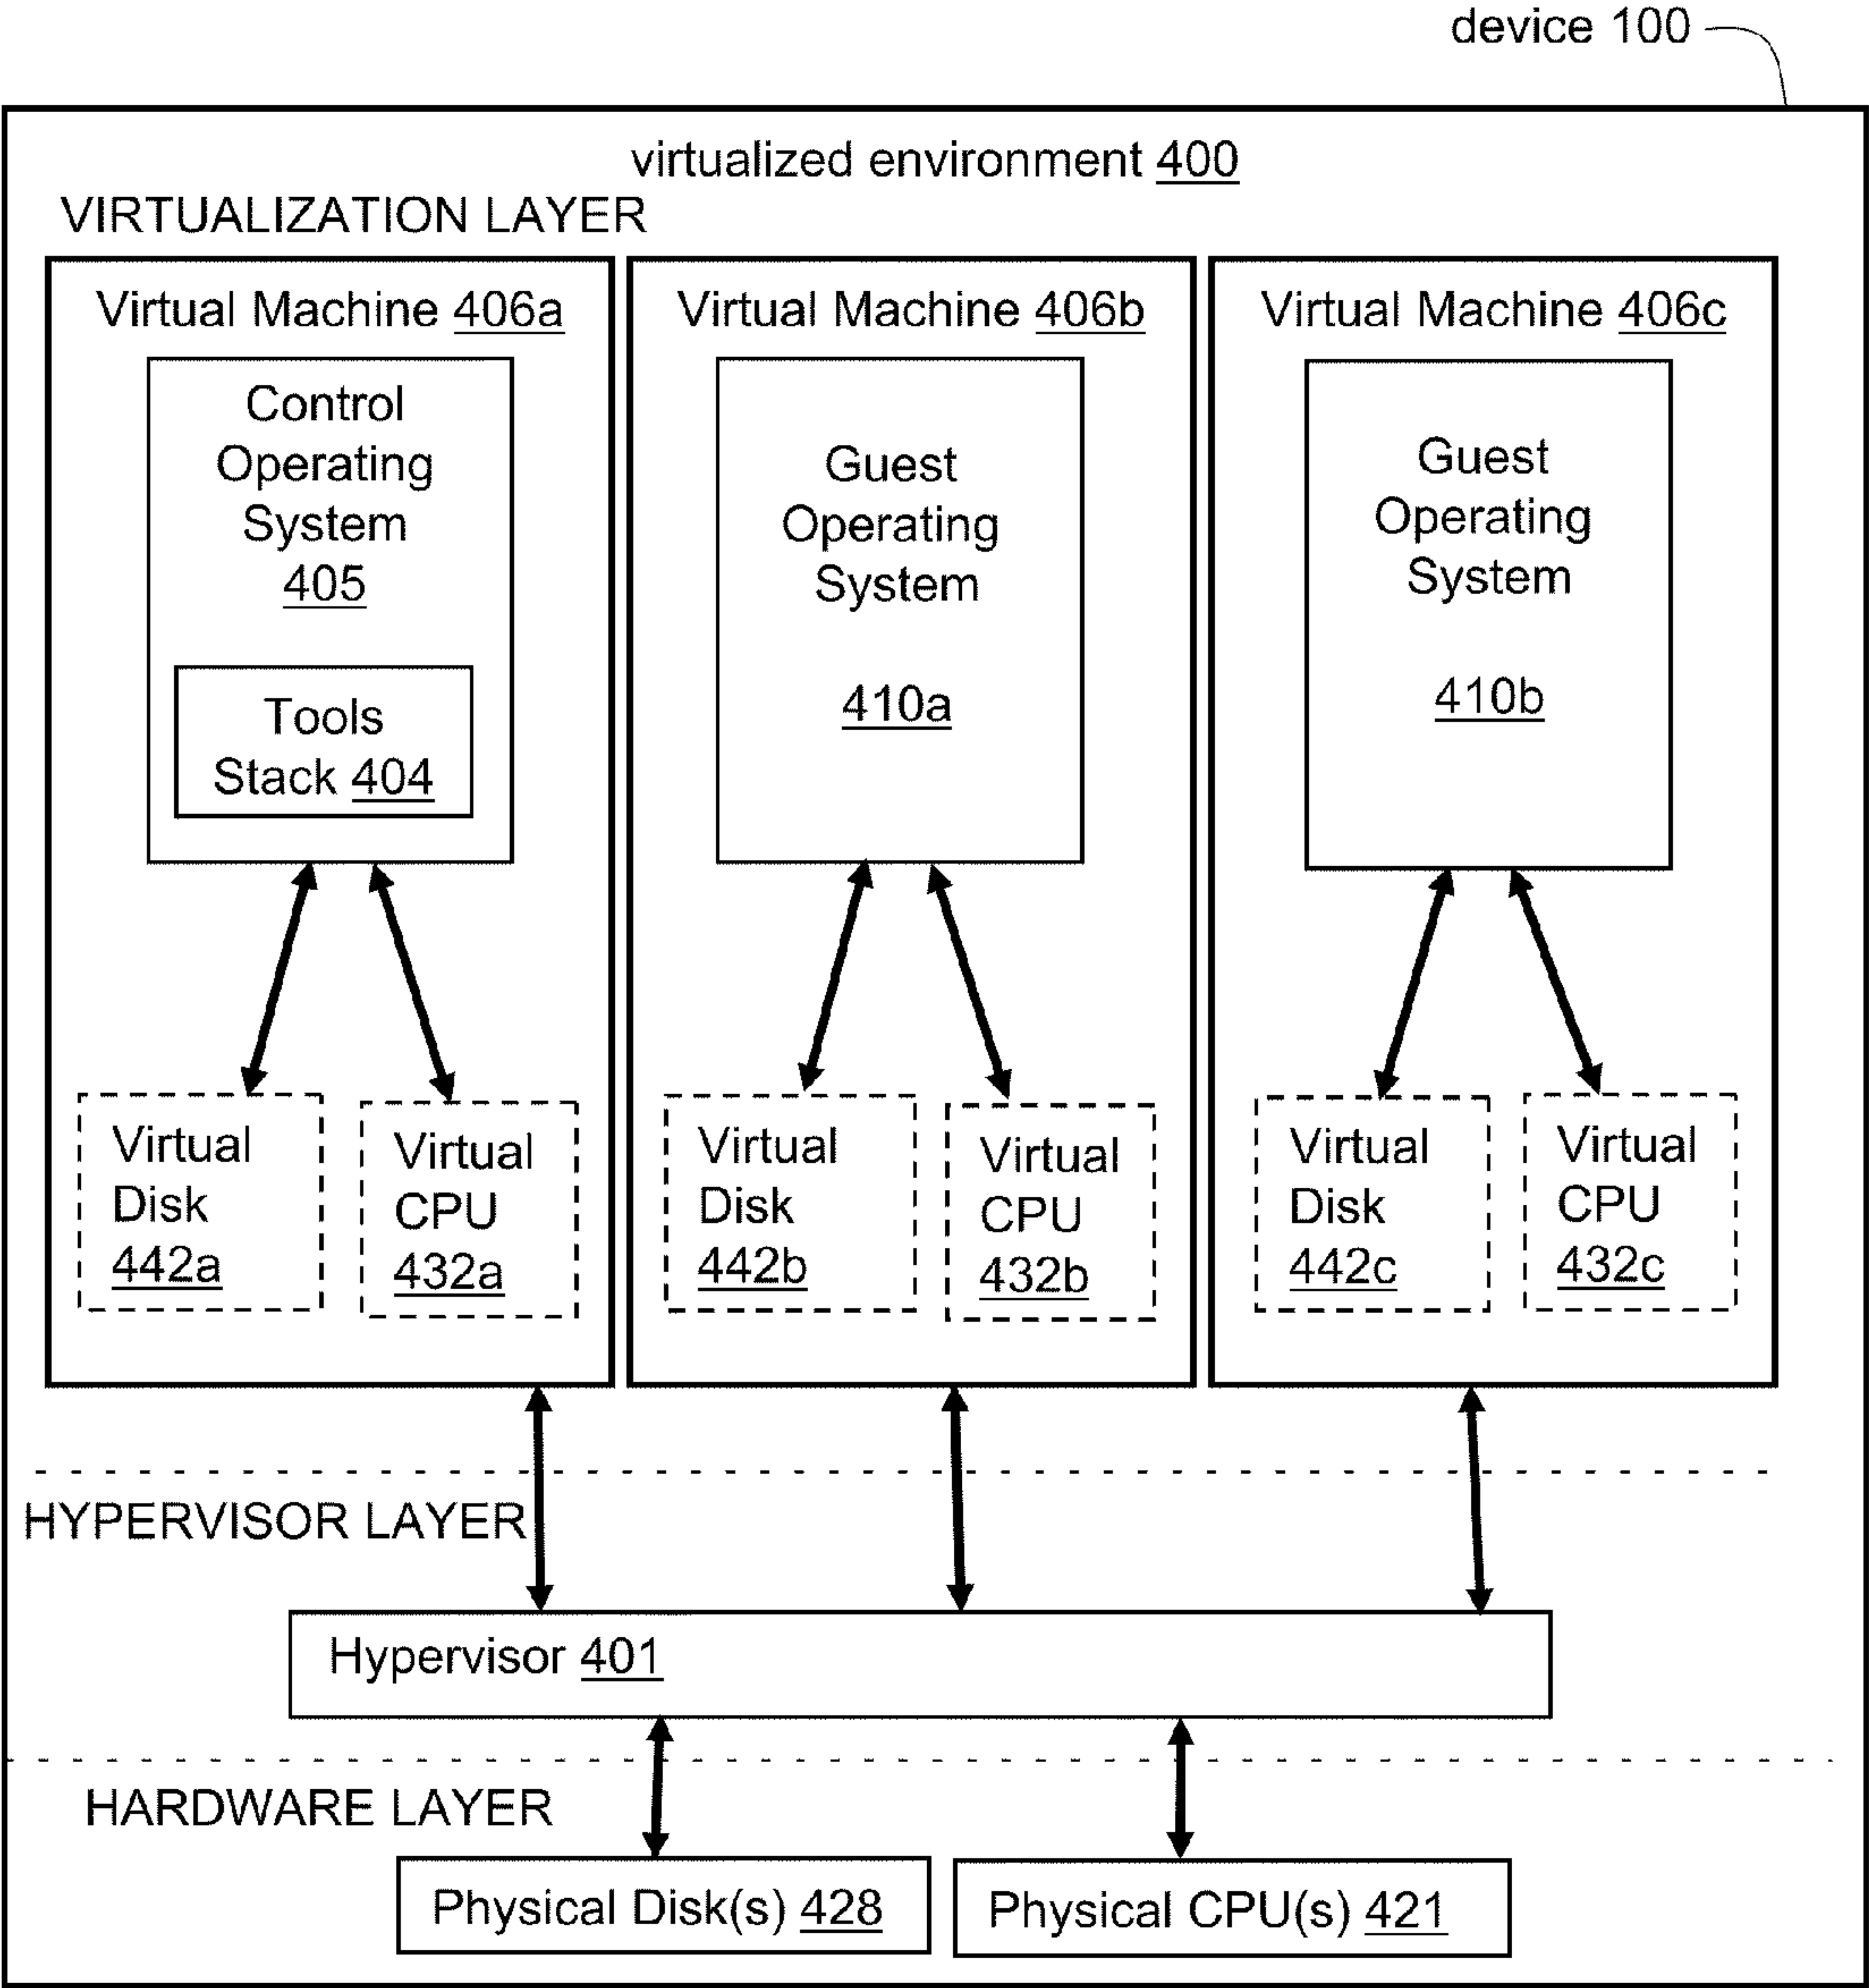 device 100
virtualized environment 400
VIRTUALIZATION LAYER
Virtual Machine 406a
Control
Operating
System
405
Tools
Stack 404
Virtual
Disk
442a
Virtual
CPU
432a
Virtual Machine 406b
Guest
Operating
System
410a
Virtual
Disk
442b
Virtual
CPU
432b
Virtual Machine 406c
Guest
Operating
System
410b
Virtual
Disk
442c
Virtual
CPU
432c
HYPERVISOR LAYER
Hypervisor 401
HARDWARE LAYER
Physical Disk(s) 428
Physical CPU(s) 421